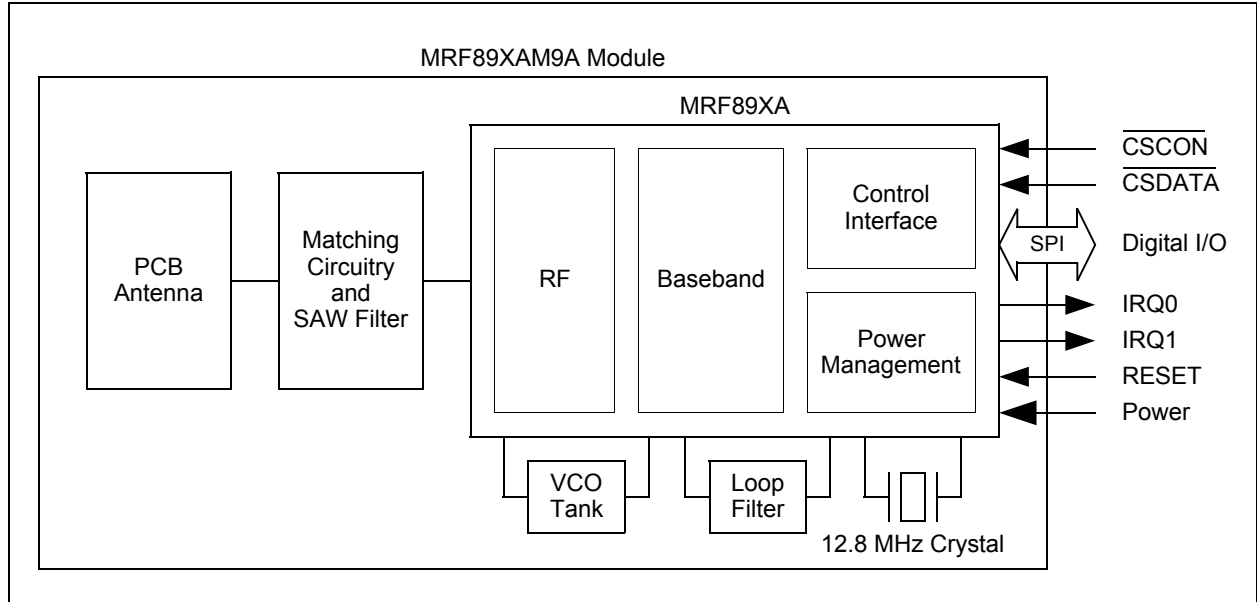 MRF89XAM9A Module
MRF89XA
PCB
Antenna
Matching
Circuitry
and
SAW Filter
RF
Baseband
Control
Interface
Power
Management
CSCON
CSDATA
SPI
Digital I/O
IRQ0
IRQ1
RESET
Power
VCO
Tank
Loop
Filter
12.8 MHz Crystal